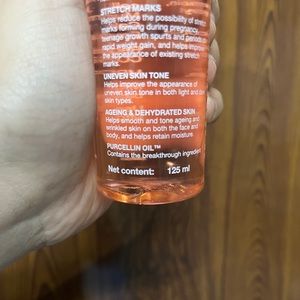 STRETCH MARKS
Helps reduce the possibility of stretch
marks forming during pregnancy,
teenage growth spurts and periods
rapid weight gain, and helps improve
the appearance of existing stretch
marks.
UNEVEN SKIN TONE
Helps improve the appearance of
uneven skin tone in both light and
skin types.
AGEING & DEHYDRATED SKIN
Helps smooth and tone ageing and
wrinkled skin on both the face and
body, and helps retain moisture.
PURCELLIN OIL™
Contains the breakthrough ingredient
Net content: 125 ml